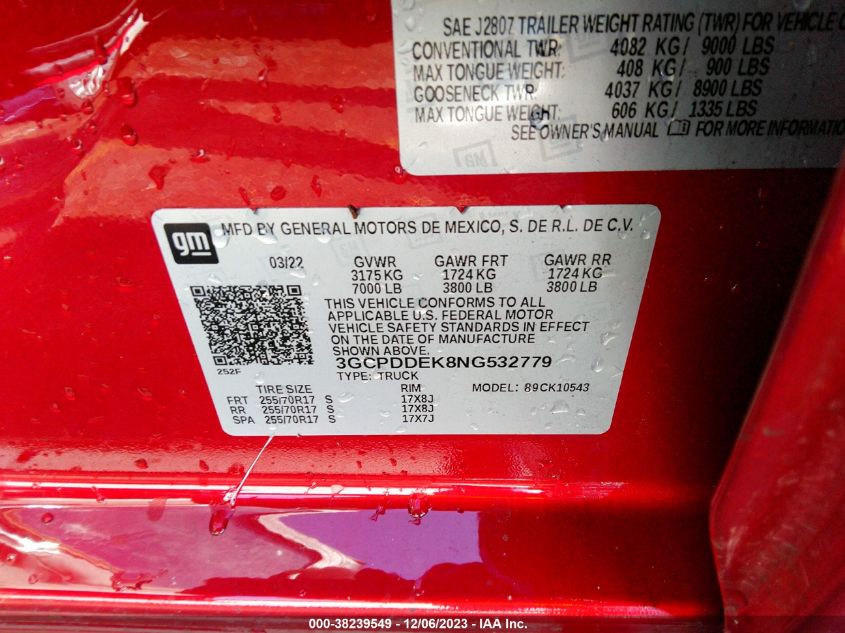 SAE J2807 TRAILER WEIGHT RATING (TWR) FOR VEHICLE
CONVENTIONAL TWR: 4082 KG/ 9000 LBS
MAX TONGUE WEIGHT: 408 KG/ 900 LBS
GOOSENECK TWR: 4037 KG/ 8900 LBS
MAX TONGUE WEIGHT: 606 KG/ 1335 LBS
SEE OWNER'S MANUAL FOR MORE INFORMATION
gm
MFD BY GENERAL MOTORS DE MEXICO, S. DE R.L. DE C.V.
03/22 GVWR GAWR FRT GAWR RR
3175 KG 1724 KG 1724 KG
7000 LB 3800 LB 3800 LB
THIS VEHICLE CONFORMS TO ALL
APPLICABLE U.S. FEDERAL MOTOR
VEHICLE SAFETY STANDARDS IN EFFECT
ON THE DATE OF MANUFACTURE
SHOWN ABOVE.
252F
3GCPDDEK8NG532779
TYPE: TRUCK
TIRE SIZE RIM MODEL: 89CK10543
FRT 255/70R17 S 17X8J
RR 255/70R17 S 17X8J
SPA 255/70R17 S 17X7J
000-38239549 - 12/06/2023 - IAA Inc.